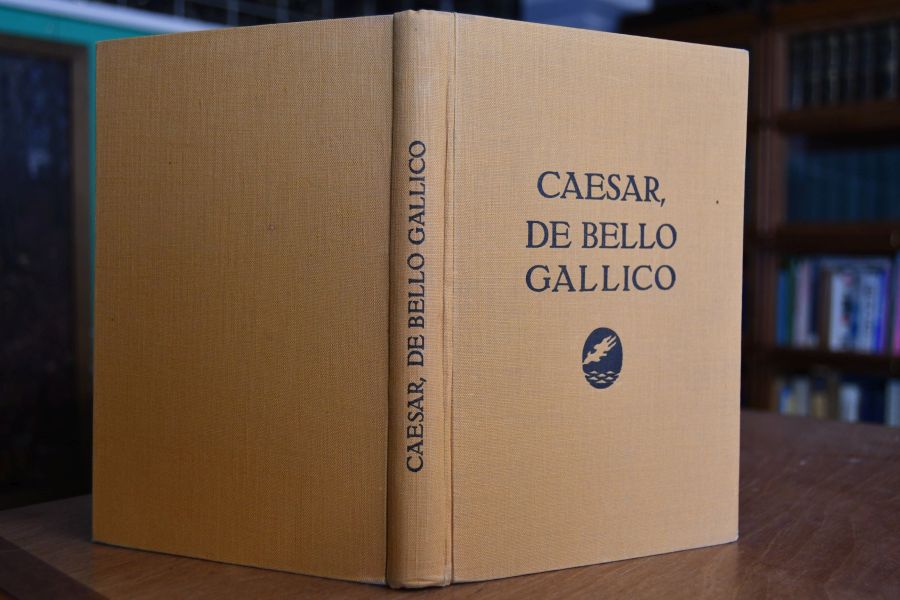 CAESAR, DE BELLO GALLICO
CAESAR,
DE BELLO
GALLICO